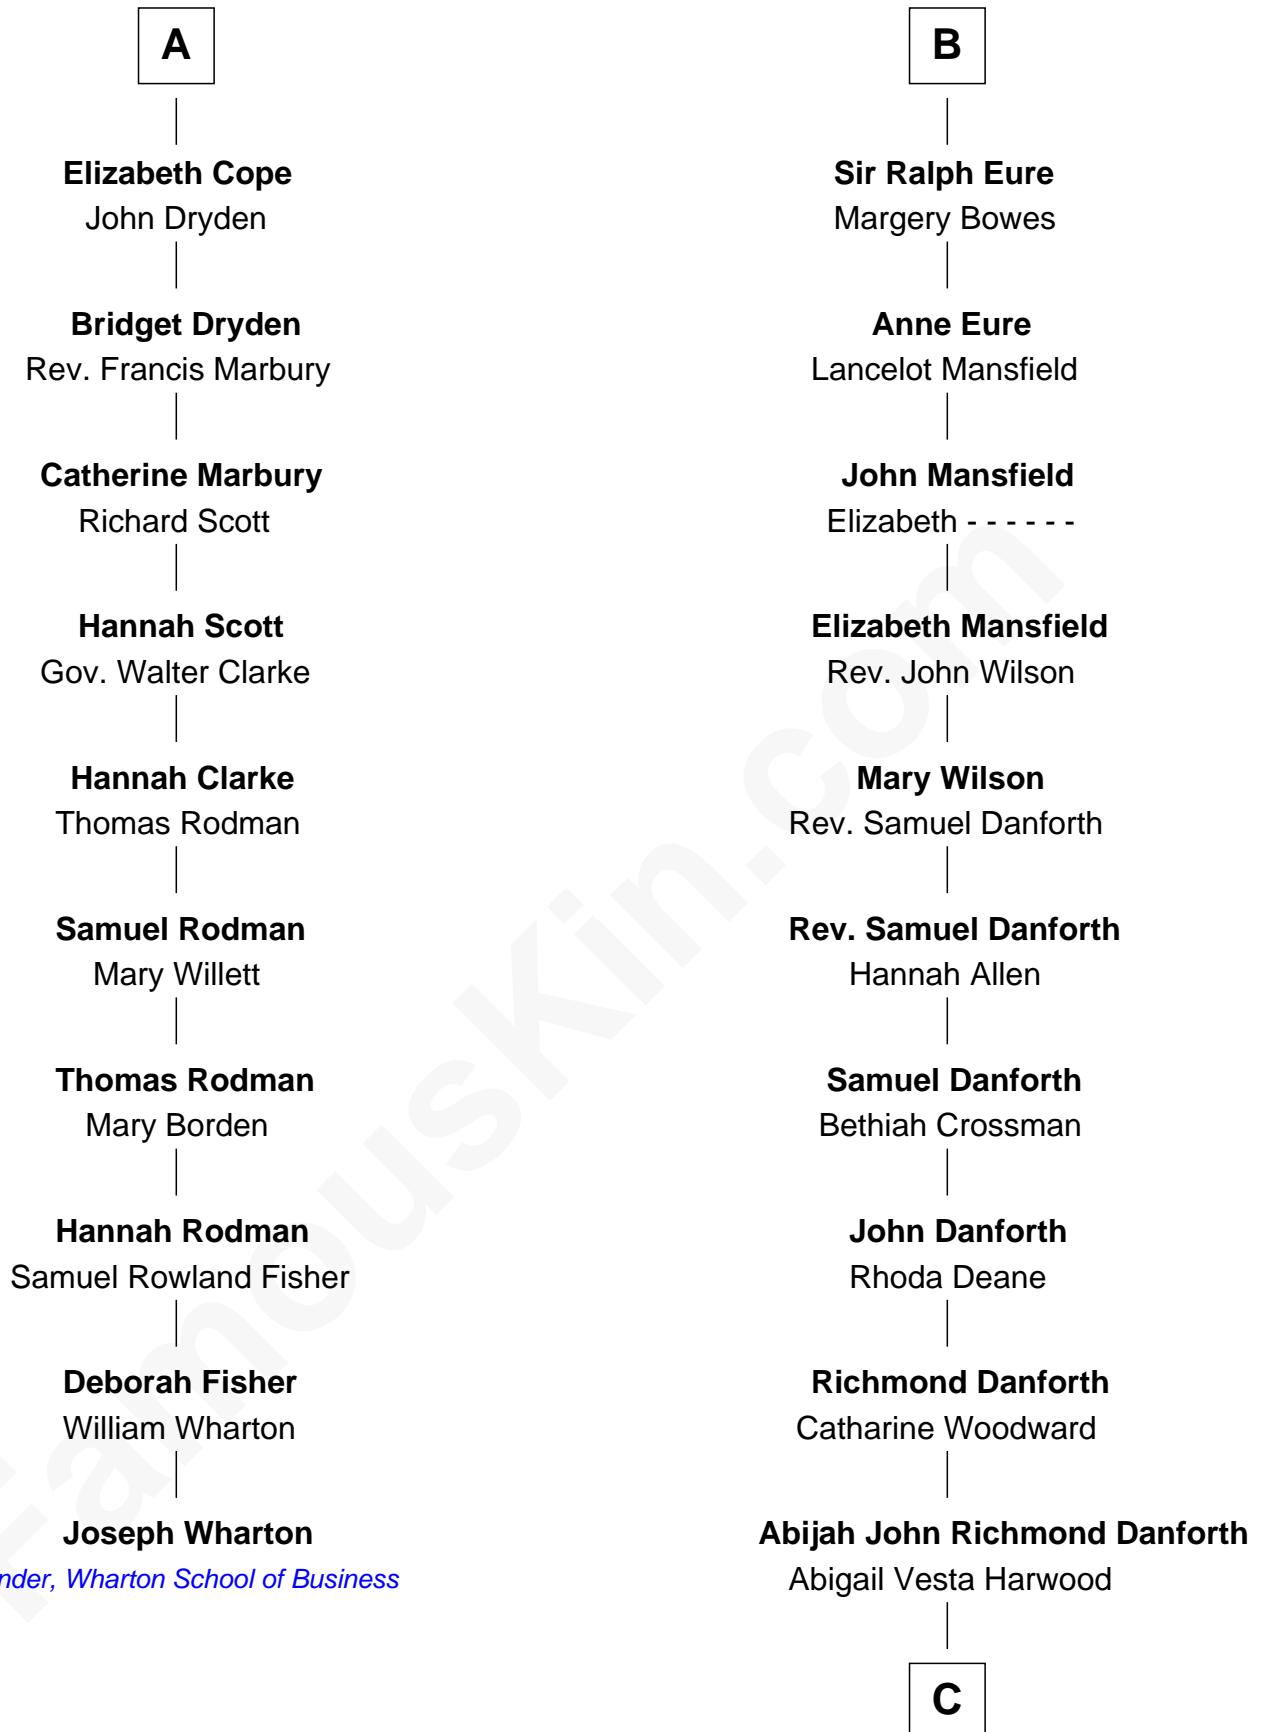 A
Elizabeth Cope
John Dryden
Bridget Dryden
Rev. Francis Marbury
Catherine Marbury
Richard Scott
Hannah Scott
Gov. Walter Clarke
Hannah Clarke
Thomas Rodman
Samuel Rodman
Mary Willett
Thomas Rodman
Mary Borden
Hannah Rodman
Samuel Rowland Fisher
Deborah Fisher
William Wharton
Joseph Wharton
nder, Wharton School of Business
B
Sir Ralph Eure
Margery Bowes
Anne Eure
Lancelot Mansfield
John Mansfield
Elizabeth - - - - - -
Elizabeth Mansfield
Rev. John Wilson
Mary Wilson
Rev. Samuel Danforth
Rev. Samuel Danforth
Hannah Allen
Samuel Danforth
Bethiah Crossman
John Danforth
Rhoda Deane
Richmond Danforth
Catharine Woodward
Abijah John Richmond Danforth
Abigail Vesta Harwood
C
FamousKin.com